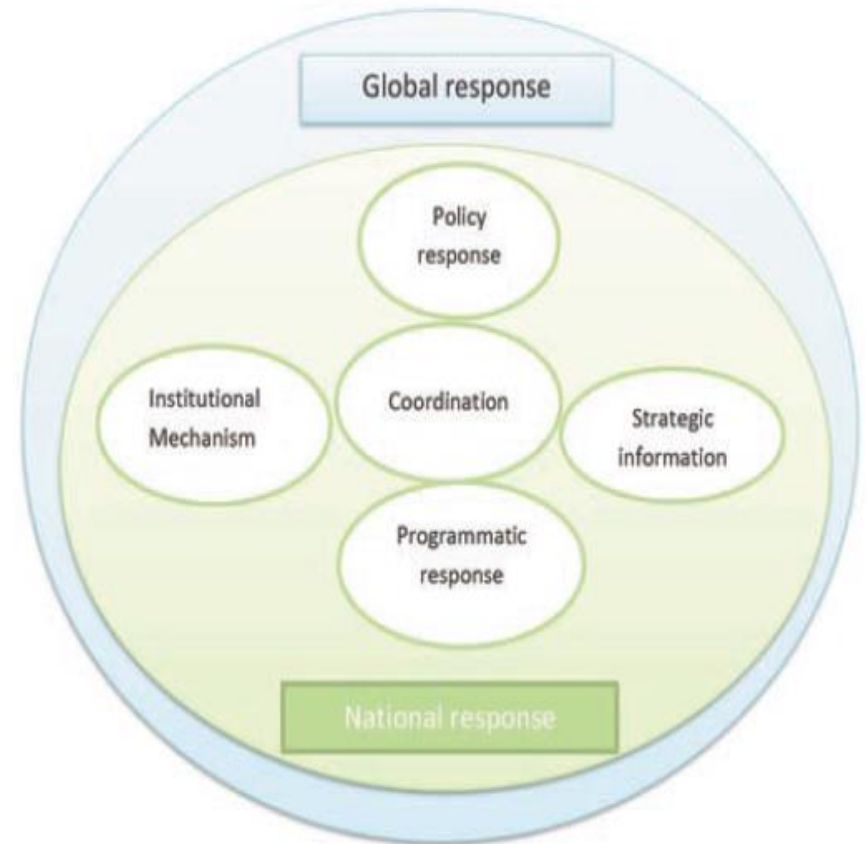 Global response
Policy
response
Institutional
Mechanism
Coordination
Strategic
information
Programmatic
response
National response